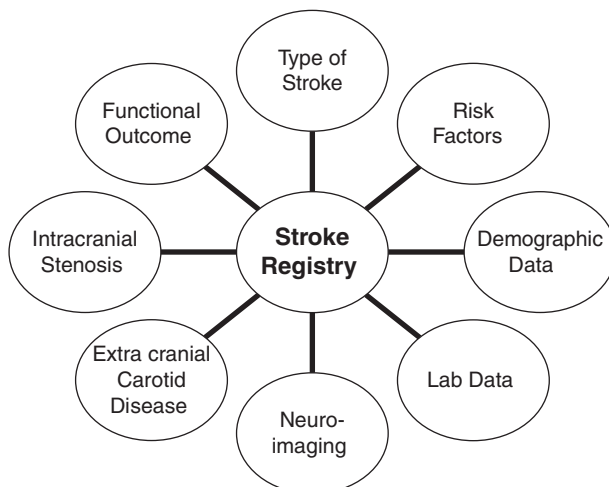 Type of
Stroke
Functional
Outcome
Risk
Factors
Intracranial
Stenosis
Stroke
Registry
Demographic
Data
Extra cranial
Carotid
Disease
Lab Data
Neuro-
imaging